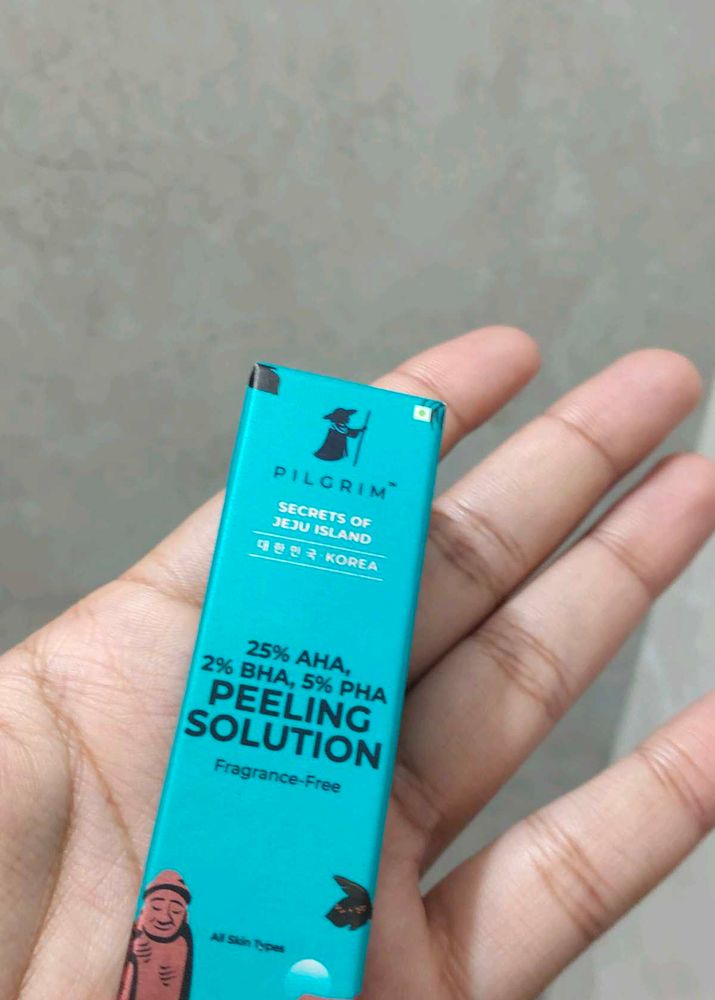 PILGRIM™
SECRETS OF
JEJU ISLAND
대한민국 KOREA
25% AHA,
2% BHA, 5% PHA
PEELING
SOLUTION
Fragrance-Free
All Skin Types